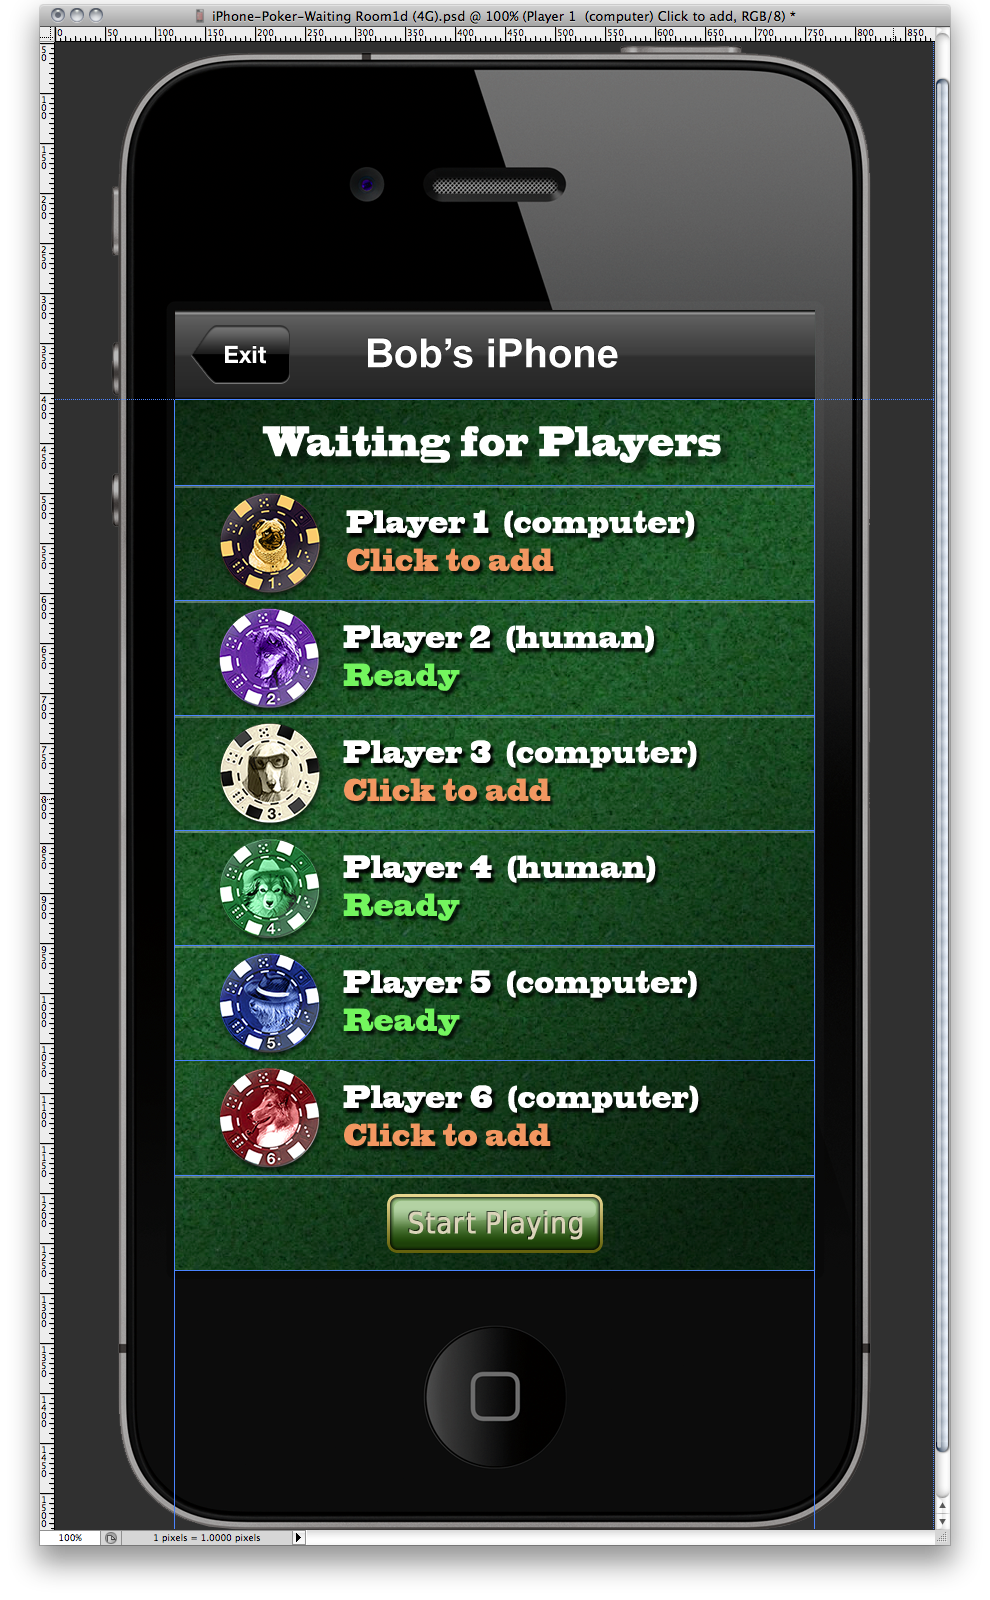 iPhone-Poker-Waiting Room1d (4G).psd @ 100% (Player 1  (computer) Click to add, RGB/8) *
0 50 100 150 200 250 300 350 400 450 500 550 600 650 700 750 800 850
Exit
Bob's iPhone
Waiting for Players
Player 1 (computer)
Click to add
1
Player 2 (human)
Ready
2
Player 3 (computer)
Click to add
3
Player 4 (human)
Ready
4
Player 5 (computer)
Ready
5
Player 6 (computer)
Click to add
6
Start Playing
100%
1 pixels = 1.0000 pixels